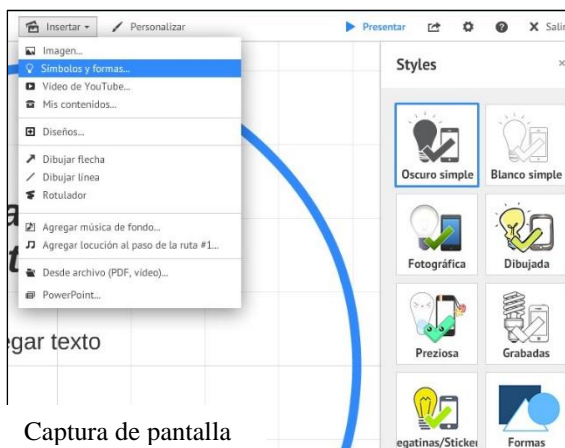 Insertar Personalizar Presentar Salir
Imagen...
Símbolos y formas...
Vídeo de YouTube...
Mis contenidos...
Diseños...
Dibujar flecha
Dibujar línea
Rotulador
Agregar música de fondo...
Agregar locución al paso de la ruta #1...
Desde archivo (PDF, vídeo)...
PowerPoint...
egar texto
Styles
Oscuro simple Blanco simple
Fotográfica Dibujada
Preziosa Grabadas
egatinas/Sticker Formas
Captura de pantalla